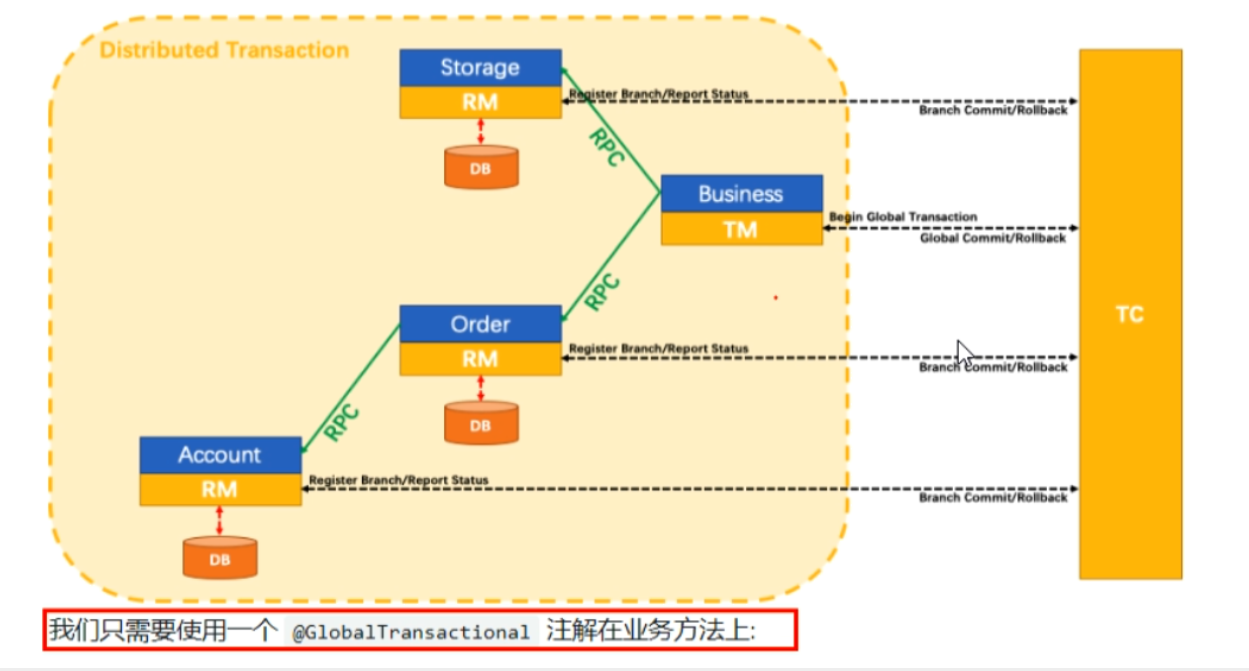 Distributed Transaction
Storage
RM
Register Branch/Report Status
Branch Commit/Rollback
DB
RPC
Business
TM
Begin Global Transaction
Global Commit/Rollback
TC
RPC
Order
RM
Register Branch/Report Status
Branch Commit/Rollback
DB
RPC
Account
RM
Register Branch/Report Status
Branch Commit/Rollback
DB
我们只需要使用一个 @GlobalTransactional 注解在业务方法上: